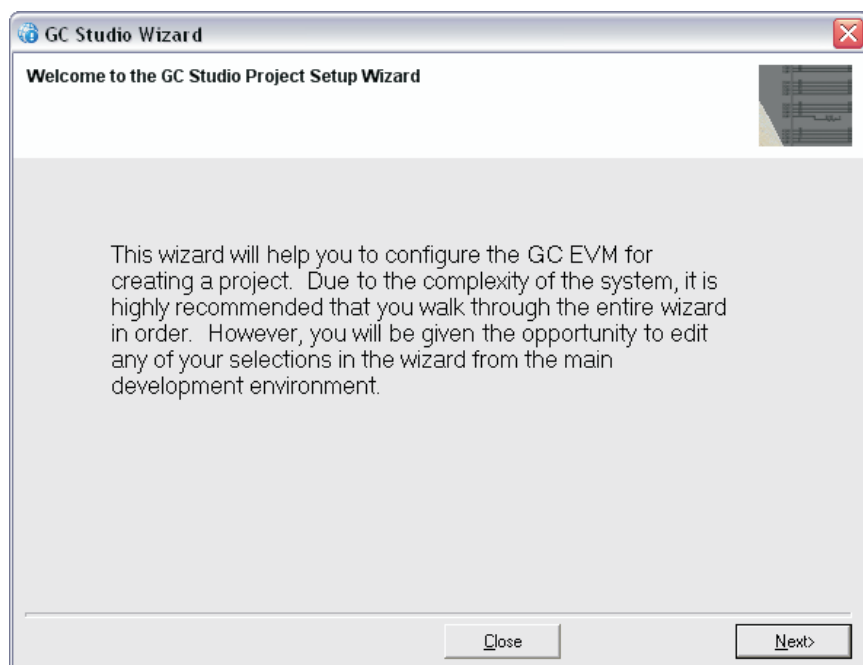 GC Studio Wizard
Welcome to the GC Studio Project Setup Wizard
This wizard will help you to configure the GC EVM for
creating a project.  Due to the complexity of the system, it is
highly recommended that you walk through the entire wizard
in order.  However, you will be given the opportunity to edit
any of your selections in the wizard from the main
development environment.
Close
Next>